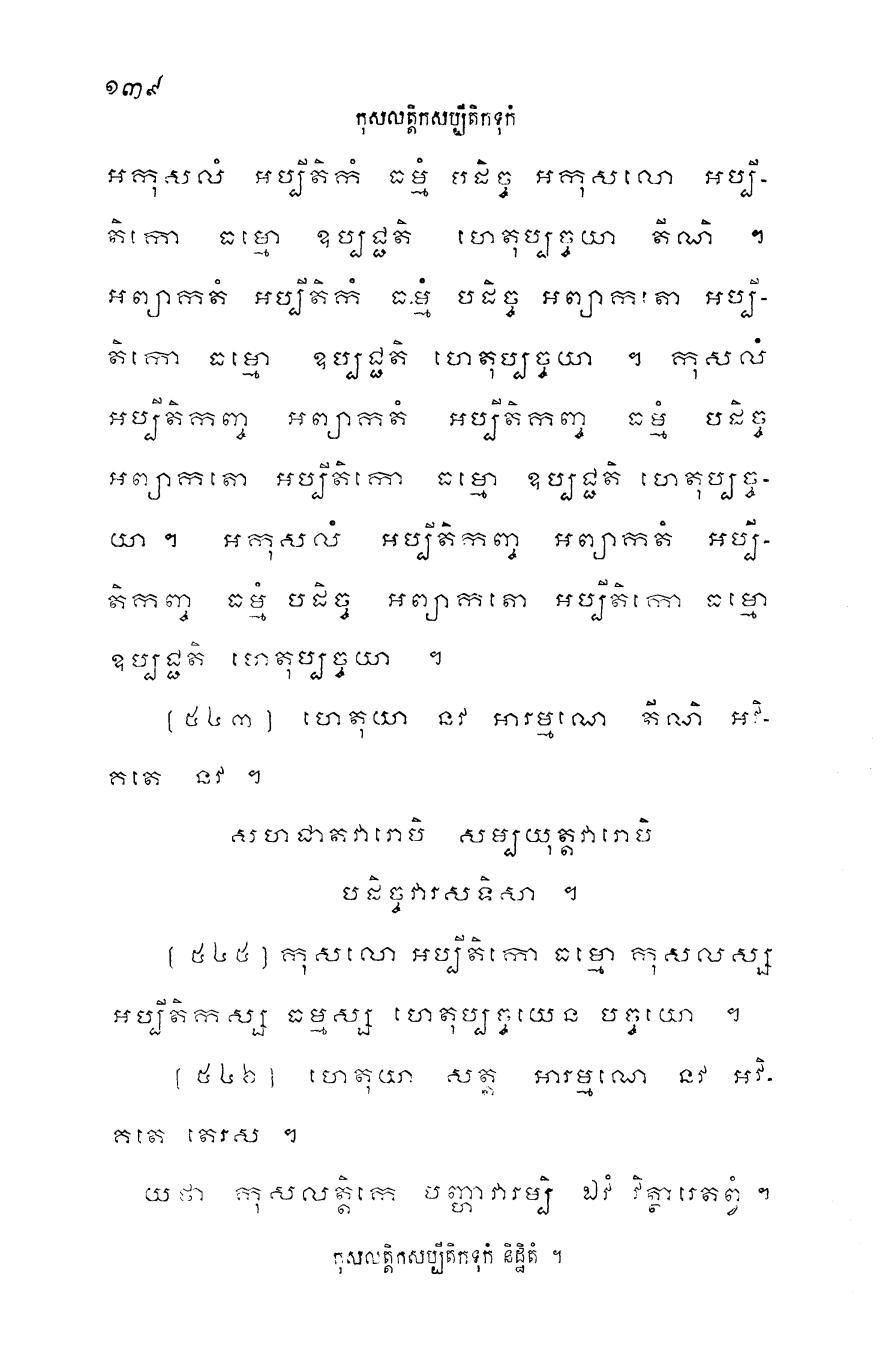 ១៣៩
កុសលត្តិកសប្បីតិកទុកំ
អកុសលំ អប្បីតិកំ ធម្មំ បដិច្ច អកុសលោ អប្បី-
តិកោ ធម្មោ ឧប្បជ្ជតិ ហេតុប្បច្ចយា តីណិ ។
អព្យាកតំ អប្បីតិកំ ធម្មំ បដិច្ច អព្យាកតោ អប្បី-
តិកោ ធម្មោ ឧប្បជ្ជតិ ហេតុប្បច្ចយា ។ កុសលំ
អប្បីតិកញ្ច អព្យាកតំ អប្បីតិកញ្ច ធម្មំ បដិច្ច
អព្យាកតោ អប្បីតិកោ ធម្មោ ឧប្បជ្ជតិ ហេតុប្បច្ច-
យា ។ អកុសលំ អប្បីតិកញ្ច អព្យាកតំ អប្បី-
តិកញ្ច ធម្មំ បដិច្ច អព្យាកតោ អប្បីតិកោ ធម្មោ
ឧប្បជ្ជតិ ហេតុប្បច្ចយា ។
[៥៤៣] ហេតុយា នវ អារម្មណេ តីណិ អវិ-
គតេ នវ ។
សហជាតវារោបិ សម្បយុត្តវារោបិ
បដិច្ចវារសទិសា ។
[៥៤៥] កុសលោ អប្បីតិកោ ធម្មោ កុសលស្ស
អប្បីតិកស្ស ធម្មស្ស ហេតុប្បច្ចយេន បច្ចយោ ។
[៥៤៦] ហេតុយា សត្ត អារម្មណេ នវ អវិ-
គតេ តេរស ។
យថា កុសលត្តិកេ បញ្ហាវារម្បិ ឯវំ វិត្ថារេតព្វំ ។
កុសលត្តិកសប្បីតិកទុកំ និដ្ឋិតំ ។